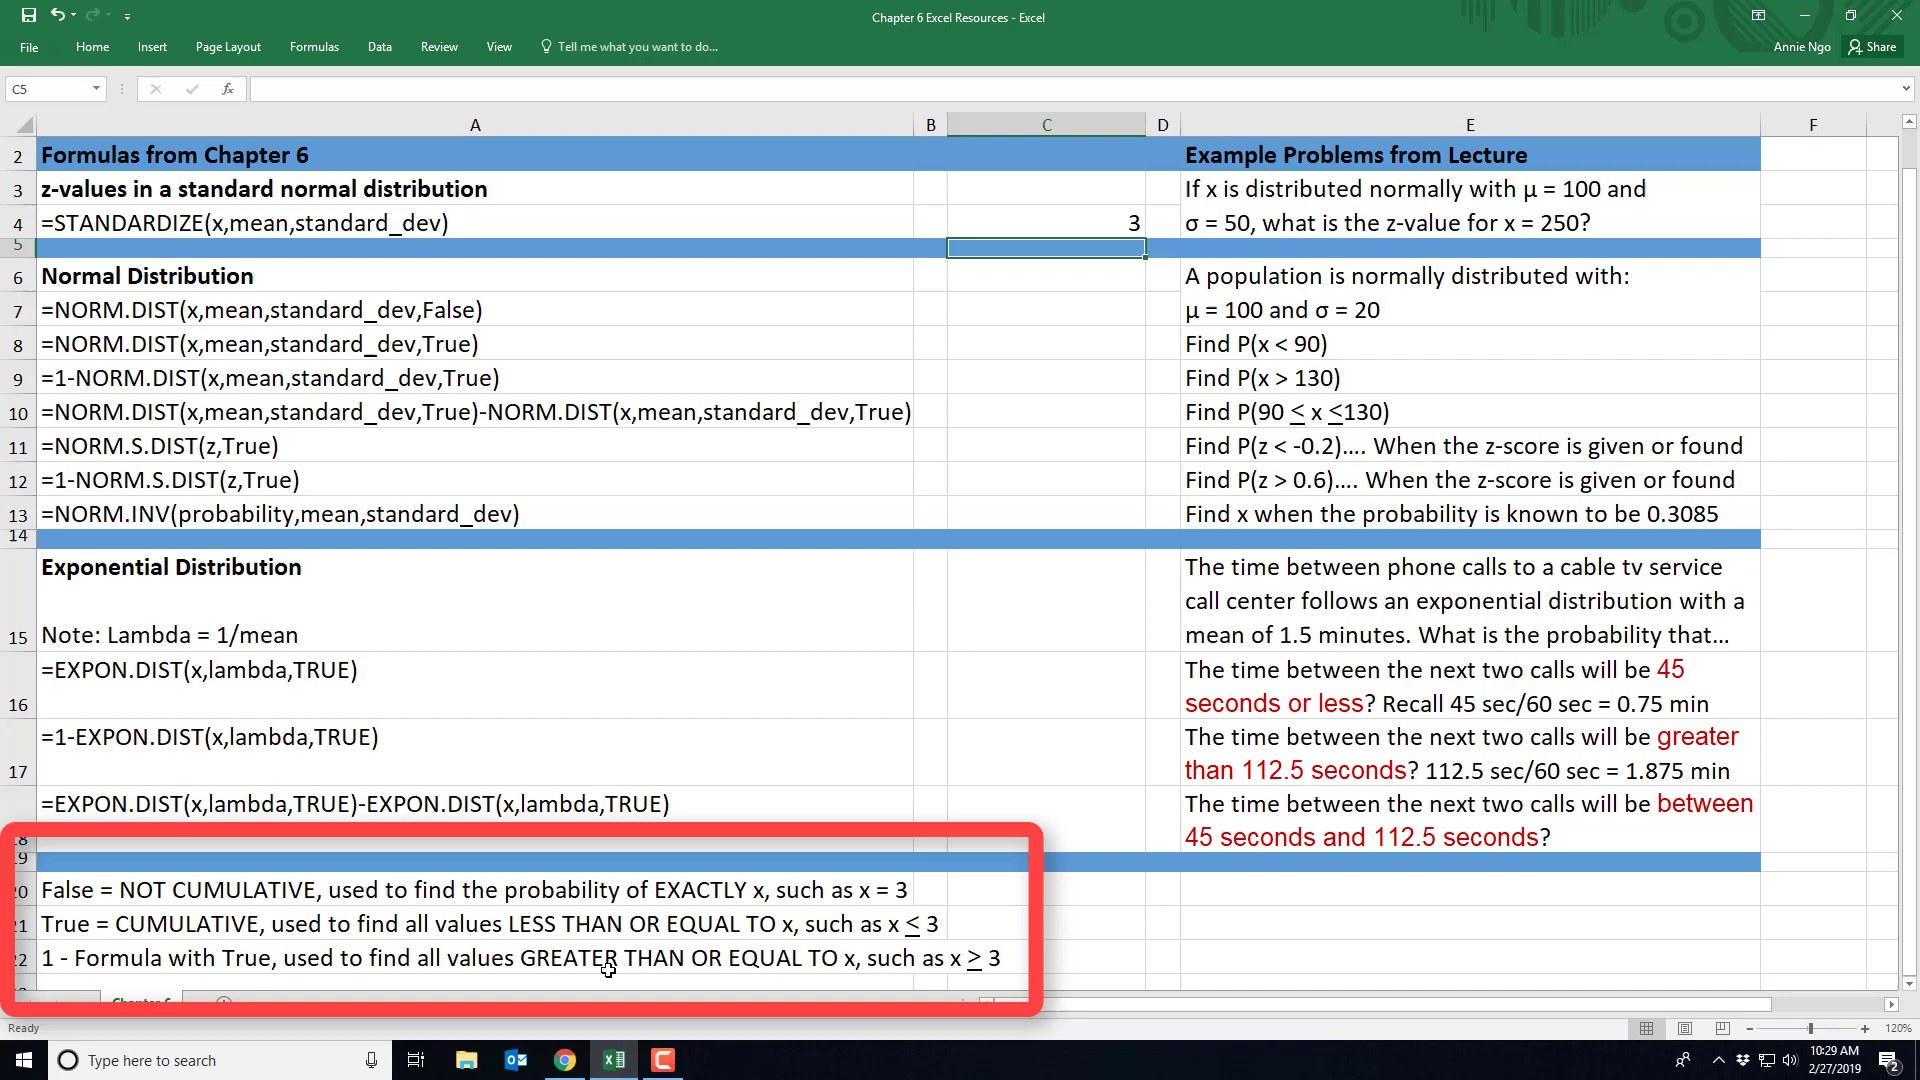 Chapter 6 Excel Resources - Excel
File Home Insert Page Layout Formulas Data Review View Tell me what you want to do... Annie Ngo Share
C5 fx
A B C D E F
2 Formulas from Chapter 6 Example Problems from Lecture
3 z-values in a standard normal distribution If x is distributed normally with μ = 100 and
4 =STANDARDIZE(x,mean,standard_dev) 3 σ = 50, what is the z-value for x = 250?
5
6 Normal Distribution A population is normally distributed with:
7 =NORM.DIST(x,mean,standard_dev,False) μ = 100 and σ = 20
8 =NORM.DIST(x,mean,standard_dev,True) Find P(x < 90)
9 =1-NORM.DIST(x,mean,standard_dev,True) Find P(x > 130)
10 =NORM.DIST(x,mean,standard_dev,True)-NORM.DIST(x,mean,standard_dev,True) Find P(90 ≤ x ≤130)
11 =NORM.S.DIST(z,True) Find P(z < -0.2).... When the z-score is given or found
12 =1-NORM.S.DIST(z,True) Find P(z > 0.6).... When the z-score is given or found
13 =NORM.INV(probability,mean,standard_dev) Find x when the probability is known to be 0.3085
14
Exponential Distribution The time between phone calls to a cable tv service
call center follows an exponential distribution with a
15 Note: Lambda = 1/mean mean of 1.5 minutes. What is the probability that...
=EXPON.DIST(x,lambda,TRUE) The time between the next two calls will be 45
16 seconds or less? Recall 45 sec/60 sec = 0.75 min
=1-EXPON.DIST(x,lambda,TRUE) The time between the next two calls will be greater
17 than 112.5 seconds? 112.5 sec/60 sec = 1.875 min
=EXPON.DIST(x,lambda,TRUE)-EXPON.DIST(x,lambda,TRUE) The time between the next two calls will be between
18 45 seconds and 112.5 seconds?
19
20 False = NOT CUMULATIVE, used to find the probability of EXACTLY x, such as x = 3
21 True = CUMULATIVE, used to find all values LESS THAN OR EQUAL TO x, such as x ≤ 3
22 1 - Formula with True, used to find all values GREATER THAN OR EQUAL TO x, such as x ≥ 3
Chapter 6
Ready 120%
Type here to search 10:29 AM
2/27/2019 2